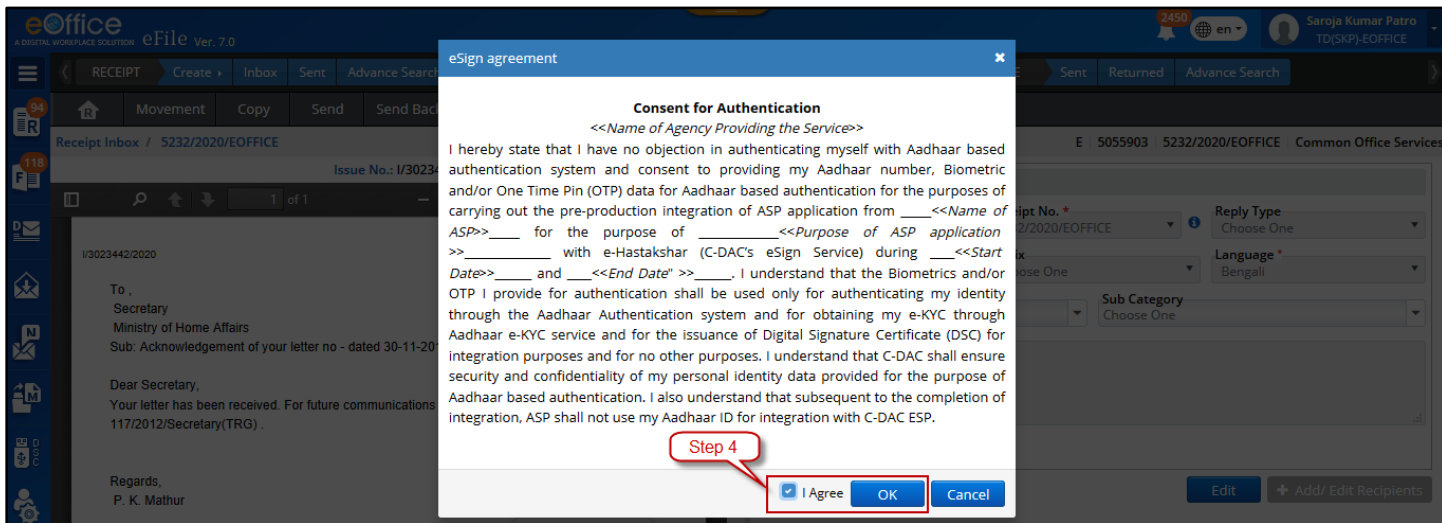 eOffice
A DIGITAL WORKPLACE SOLUTION eFile Ver. 7.0
2450
en
Saroja Kumar Patro
TD(SKP)-EOFFICE
RECEIPT Create Inbox Sent Advance Search
Sent Returned Advance Search
94
R
Movement Copy Send Send Back
Receipt Inbox / 5232/2020/EOFFICE
E 5055903 5232/2020/EOFFICE Common Office Services
118
F
Issue No.: I/30234
1 of 1
I/3023442/2020
To ,
Secretary
Ministry of Home Affairs
Sub: Acknowledgement of your letter no - dated 30-11-201
Dear Secretary,
Your letter has been received. For future communications
117/2012/Secretary(TRG) .
Regards,
P. K. Mathur
D
N
M
DSC
eSign agreement
Consent for Authentication
<<Name of Agency Providing the Service>>
I hereby state that I have no objection in authenticating myself with Aadhaar based
authentication system and consent to providing my Aadhaar number, Biometric
and/or One Time Pin (OTP) data for Aadhaar based authentication for the purposes of
carrying out the pre-production integration of ASP application from ____<<Name of
ASP>>____ for the purpose of __________<<Purpose of ASP application
>>___________ with e-Hastakshar (C-DAC's eSign Service) during ___<<Start
Date>>_____ and ___<<End Date" >>_____. I understand that the Biometrics and/or
OTP I provide for authentication shall be used only for authenticating my identity
through the Aadhaar Authentication system and for obtaining my e-KYC through
Aadhaar e-KYC service and for the issuance of Digital Signature Certificate (DSC) for
integration purposes and for no other purposes. I understand that C-DAC shall ensure
security and confidentiality of my personal identity data provided for the purpose of
Aadhaar based authentication. I also understand that subsequent to the completion of
integration, ASP shall not use my Aadhaar ID for integration with C-DAC ESP.
Step 4
I Agree OK Cancel
ipt No. * Reply Type
2/2020/EOFFICE Choose One
ix Language *
oose One Bengali
Sub Category
Choose One
Edit + Add/ Edit Recipients